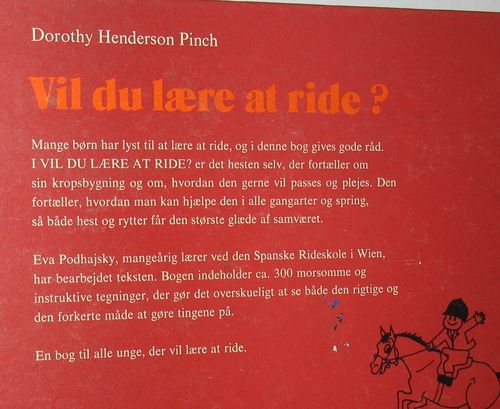 Dorothy Henderson Pinch
Vil du lære at ride ?
Mange børn har lyst til at lære at ride, og i denne bog gives gode råd.
I VIL DU LÆRE AT RIDE? er det hesten selv, der fortæller om
sin kropsbygning og om, hvordan den gerne vil passes og plejes. Den
fortæller, hvordan man kan hjælpe den i alle gangarter og spring,
så både hest og rytter får den største glæde af samværet.
Eva Podhajsky, mangeårig lærer ved den Spanske Rideskole i Wien,
har bearbejdet teksten. Bogen indeholder ca. 300 morsomme og
instruktive tegninger, der gør det overskueligt at se både den rigtige og
den forkerte måde at gøre tingene på.
En bog til alle unge, der vil lære at ride.